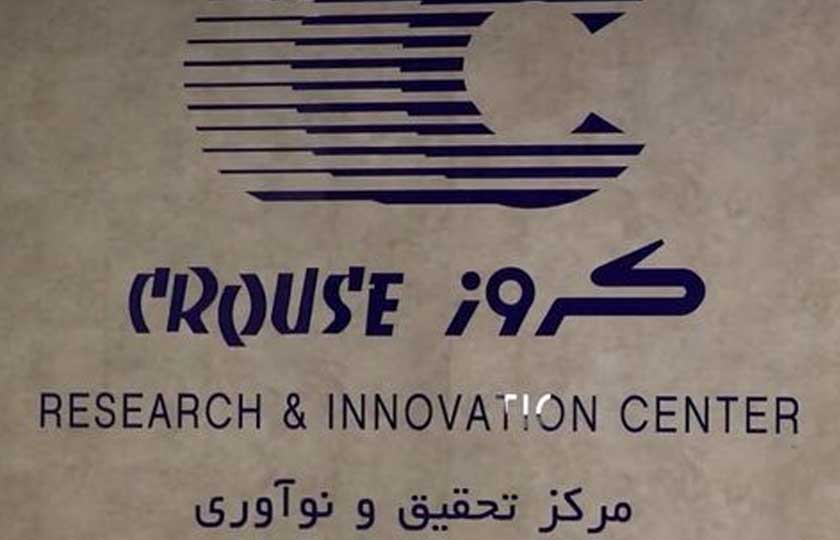 CROUSE کروز
RESEARCH & INNOVATION CENTER
مرکز تحقیق و نوآوری